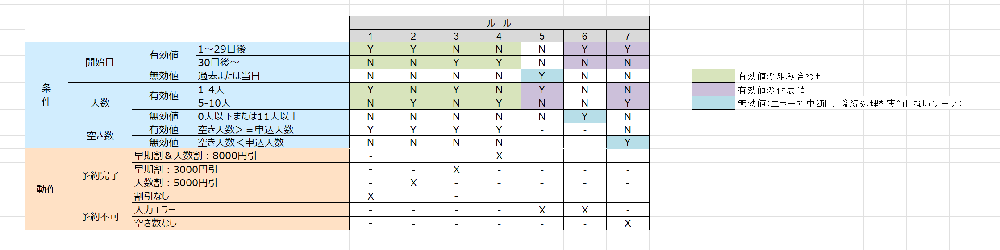 ルール
1 2 3 4 5 6 7
条件 開始日 有効値 1～29日後 Y Y N N N Y Y
30日後～ N N Y Y N N N
無効値 過去または当日 N N N N Y N N
有効値の組み合わせ
人数 有効値 1-4人 Y N Y N Y N N
有効値の代表値
5-10人 N Y N Y N N Y
無効値（エラーで中断し、後続処理を実行しないケース）
無効値 0人以下または11人以上 N N N N N Y N
空き数 有効値 空き人数＞＝申込人数 Y Y Y Y - - N
無効値 空き人数＜申込人数 N N N N - - Y
動作 予約完了 早期割＆人数割：8000円引 - - - X - - -
早期割：3000円引 - - X - - - -
人数割：5000円引 - X - - - - -
割引なし X - - - - - -
予約不可 入力エラー - - - - X X -
空き数なし - - - - - - X